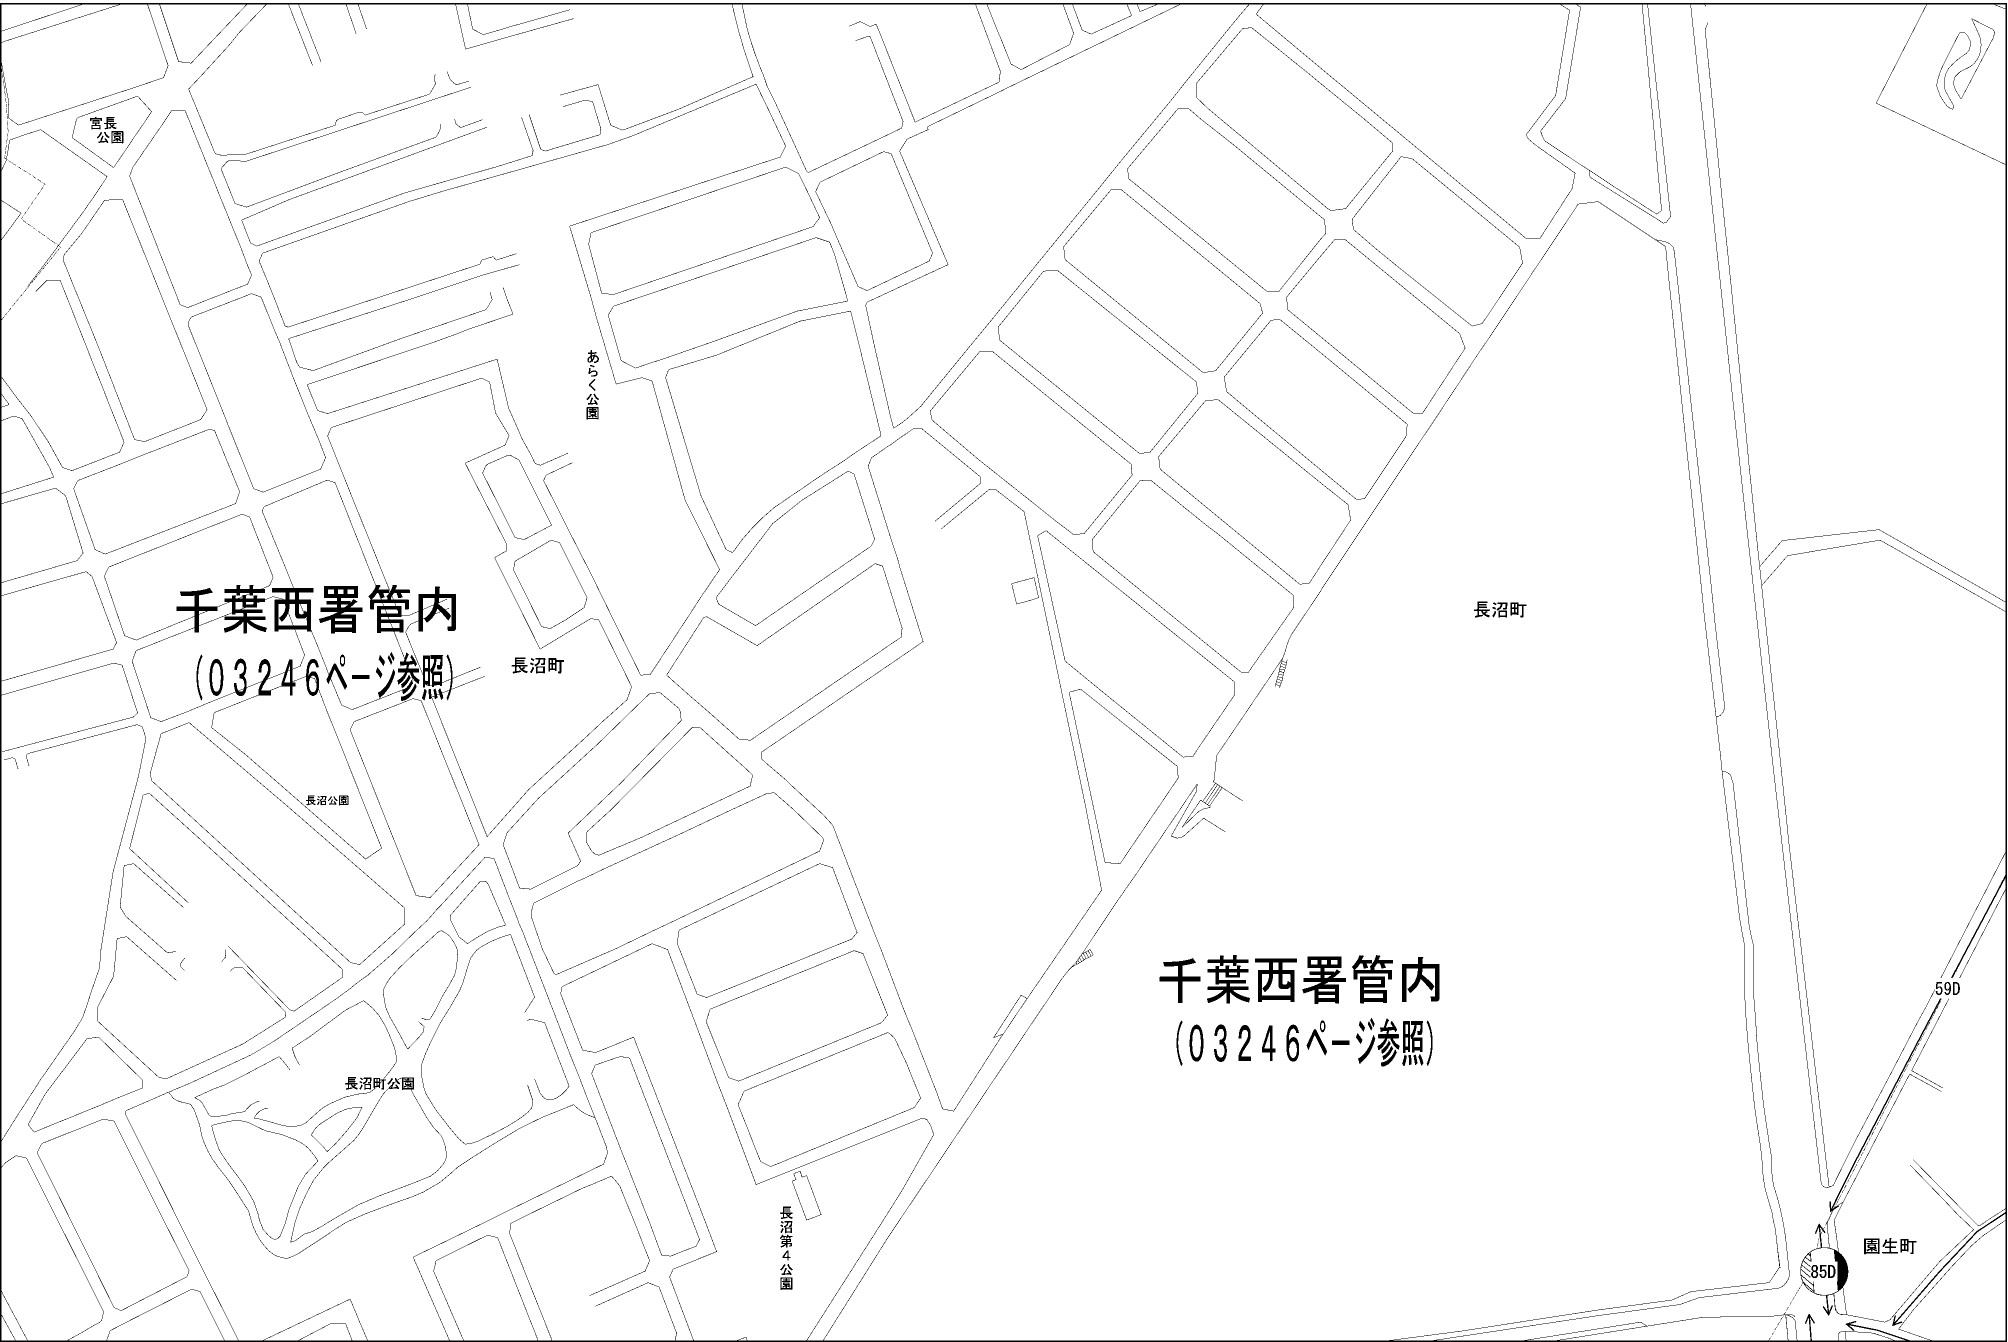 宮長
公園
あらく公園
千葉西署管内
(03246ページ参照)
長沼町
長沼町
長沼公園
千葉西署管内
(03246ページ参照)
59D
長沼町公園
長沼第4公園
園生町
85D